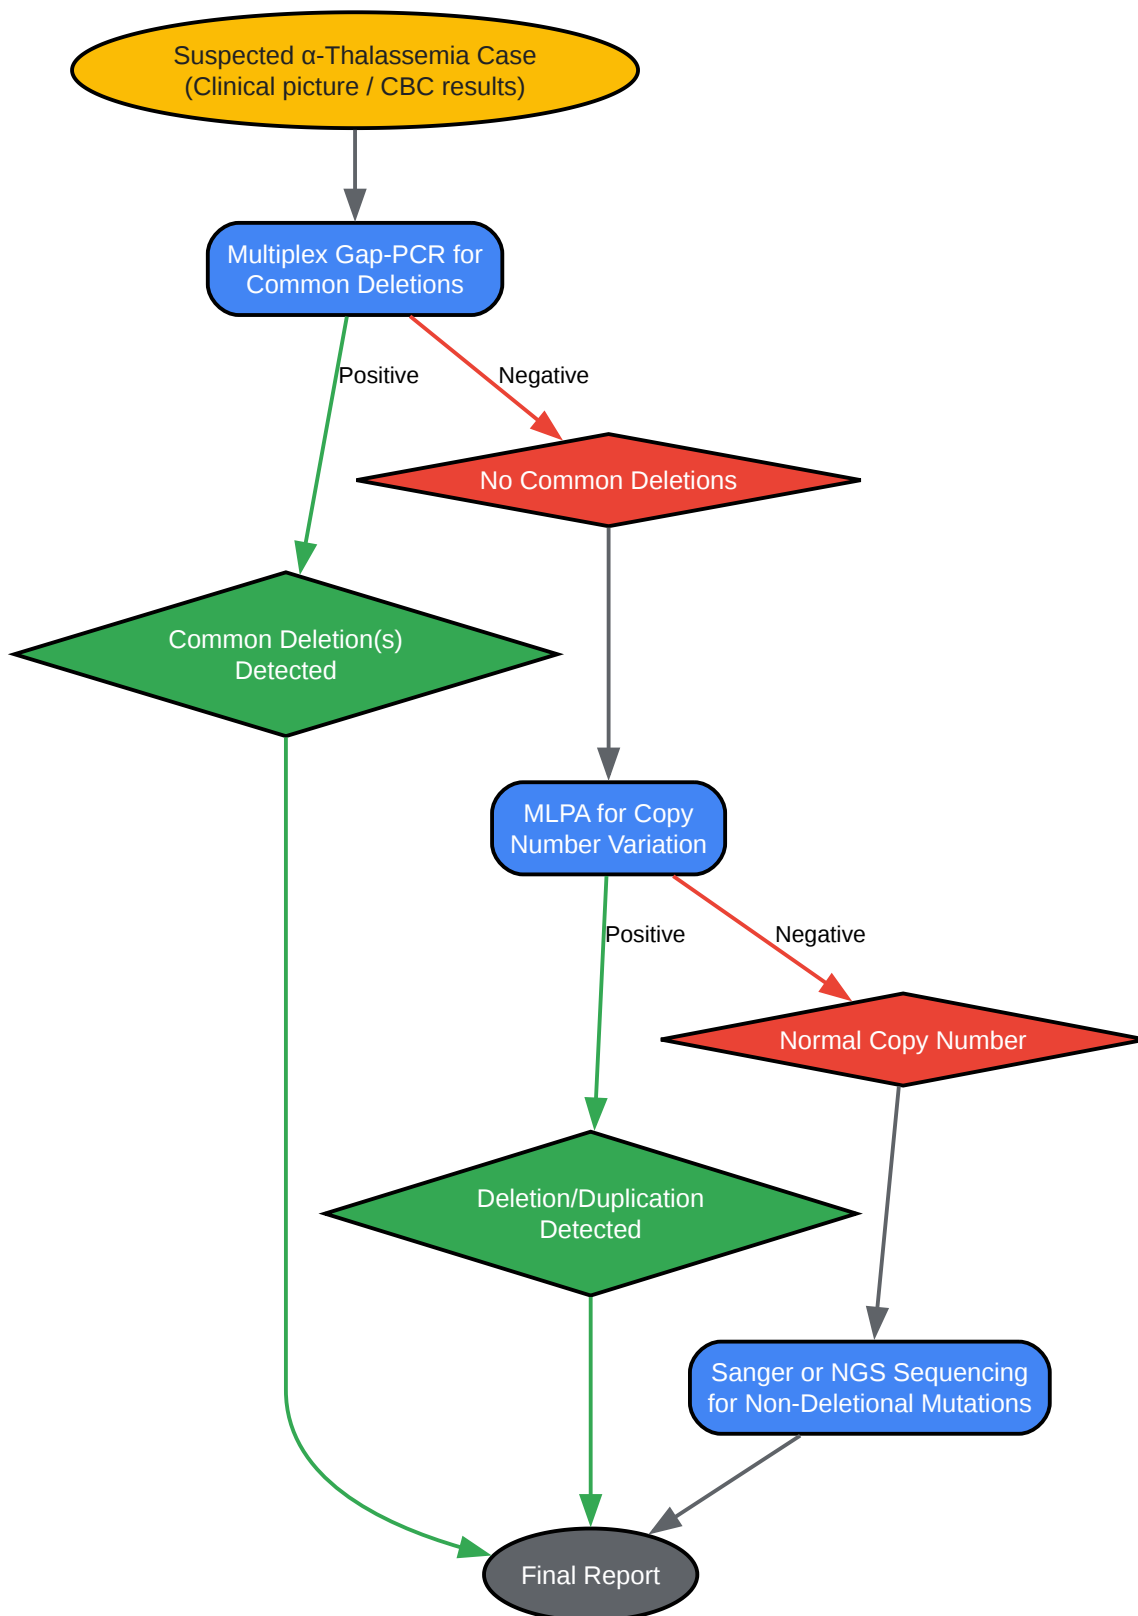 Suspected α-Thalassemia Case
(Clinical picture / CBC results)
Multiplex Gap-PCR for
Common Deletions
Positive
Negative
No Common Deletions
Common Deletion(s)
Detected
MLPA for Copy
Number Variation
Positive
Negative
Normal Copy Number
Deletion/Duplication
Detected
Sanger or NGS Sequencing
for Non-Deletional Mutations
Final Report